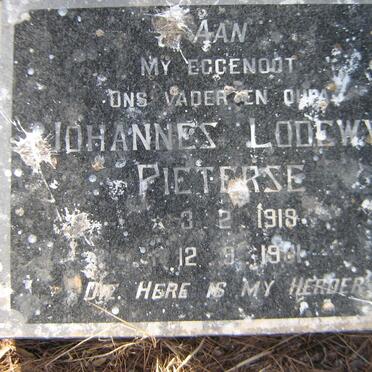 AAN
MY EGGENOOT
ONS VADER EN OUPA
JOHANNES LODEWY
PIETERSE
3 2 1918
12 9
DIE HERE IS MY HERDER